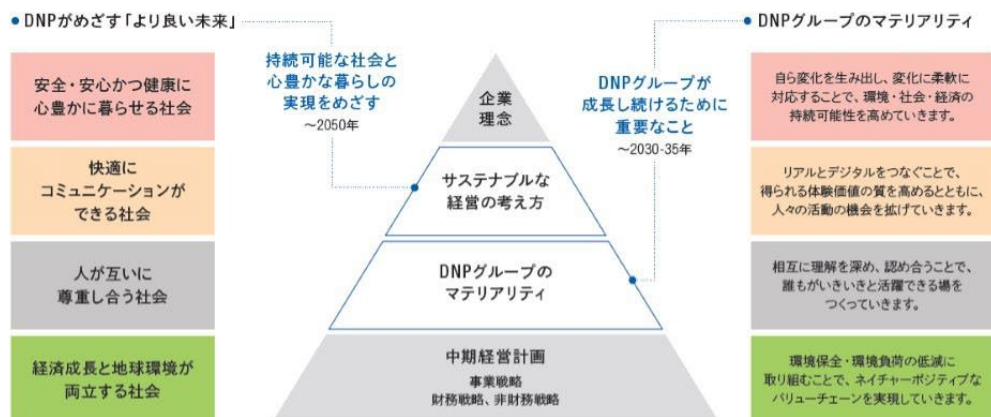 DNPがめざす「より良い未来」
安全・安心かつ健康に
心豊かに暮らせる社会
快適に
コミュニケーションが
できる社会
人が互いに
尊重し合う社会
経済成長と地球環境が
両立する社会
持続可能な社会と
心豊かな暮らしの
実現をめざす
～2050年
企業
理念
サステナブルな
経営の考え方
DNPグループの
マテリアリティ
中期経営計画
事業戦略
財務戦略、非財務戦略
DNPグループが
成長し続けるために
重要なこと
～2030-35年
DNPグループのマテリアリティ
自ら変化を生み出し、変化に柔軟に
対応することで、環境・社会・経済の
持続可能性を高めていきます。
リアルとデジタルをつなぐことで、
得られる体験価値の質を高めるとともに、
人々の活動の機会を拡げていきます。
相互に理解を深め、認め合うことで、
誰もがいきいきと活躍できる場を
つくっていきます。
環境保全・環境負荷の低減に
取り組むことで、ネイチャーポジティブな
バリューチェーンを実現していきます。